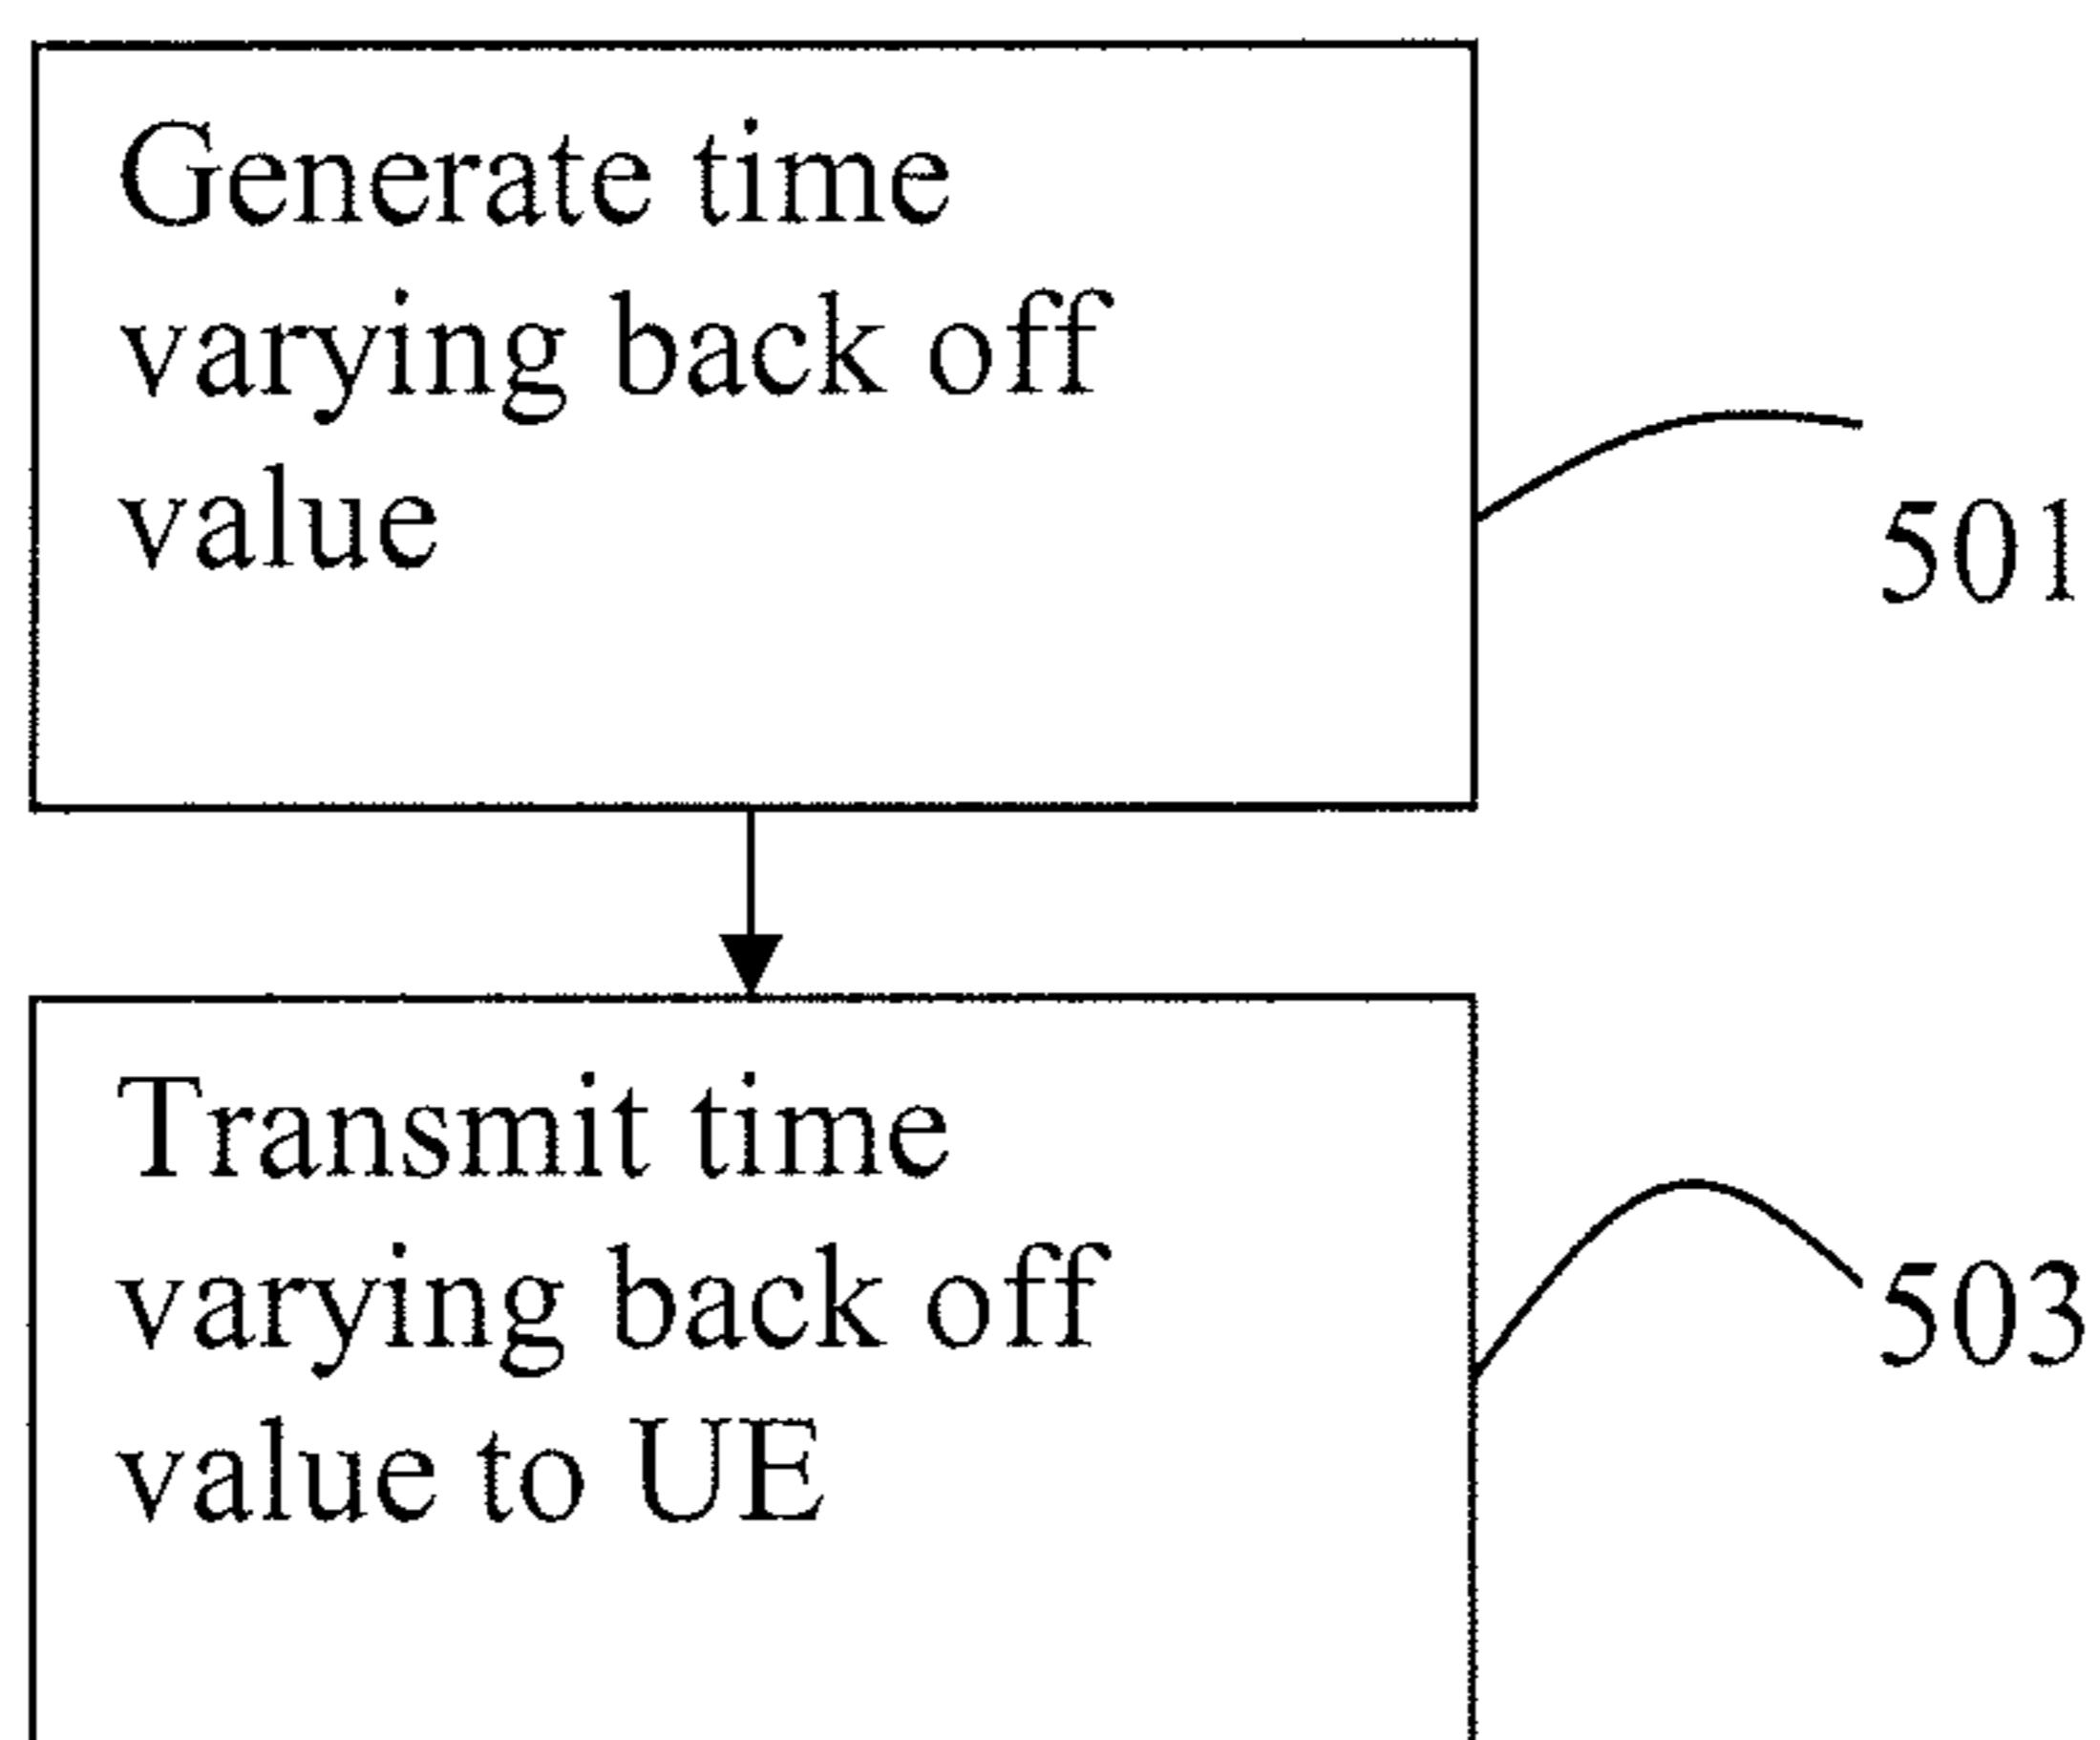 Generate time
varying back off
value
501
Transmit time
varying back off
value to UE
503